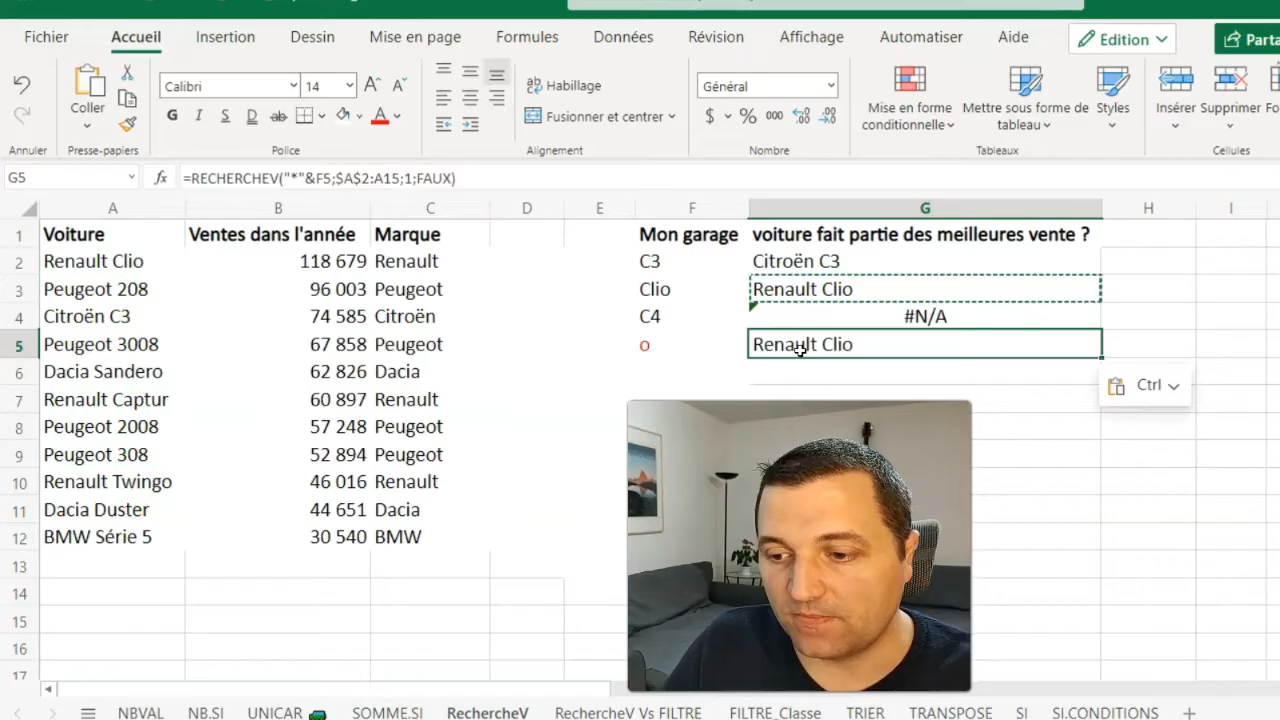 Fichier Accueil Insertion Dessin Mise en page Formules Données Révision Affichage Automatiser Aide Edition Parta
Coller Calibri 14 Habillage Général Mise en forme conditionnelle Mettre sous forme de tableau Styles Insérer Supprimer Fo
G I S D ab A Fusionner et centrer $ % 000
Annuler Presse-papiers Police Alignement Nombre Tableaux Cellules
G5 fx =RECHERCHEV("*"&F5;$A$2:A15;1;FAUX)
A B C D E F G H I
1 Voiture Ventes dans l'année Marque Mon garage voiture fait partie des meilleures vente ?
2 Renault Clio 118 679 Renault C3 Citroën C3
3 Peugeot 208 96 003 Peugeot Clio Renault Clio
4 Citroën C3 74 585 Citroën C4 #N/A
5 Peugeot 3008 67 858 Peugeot o Renault Clio
6 Dacia Sandero 62 826 Dacia
7 Renault Captur 60 897 Renault
8 Peugeot 2008 57 248 Peugeot
9 Peugeot 308 52 894 Peugeot
10 Renault Twingo 46 016 Renault
11 Dacia Duster 44 651 Dacia
12 BMW Série 5 30 540 BMW
13
14
15
16
17
Ctrl
NBVAL NB.SI UNICAR SOMME.SI RechercheV RechercheV Vs FILTRE FILTRE_Classe TRIER TRANSPOSE SI SI.CONDITIONS +